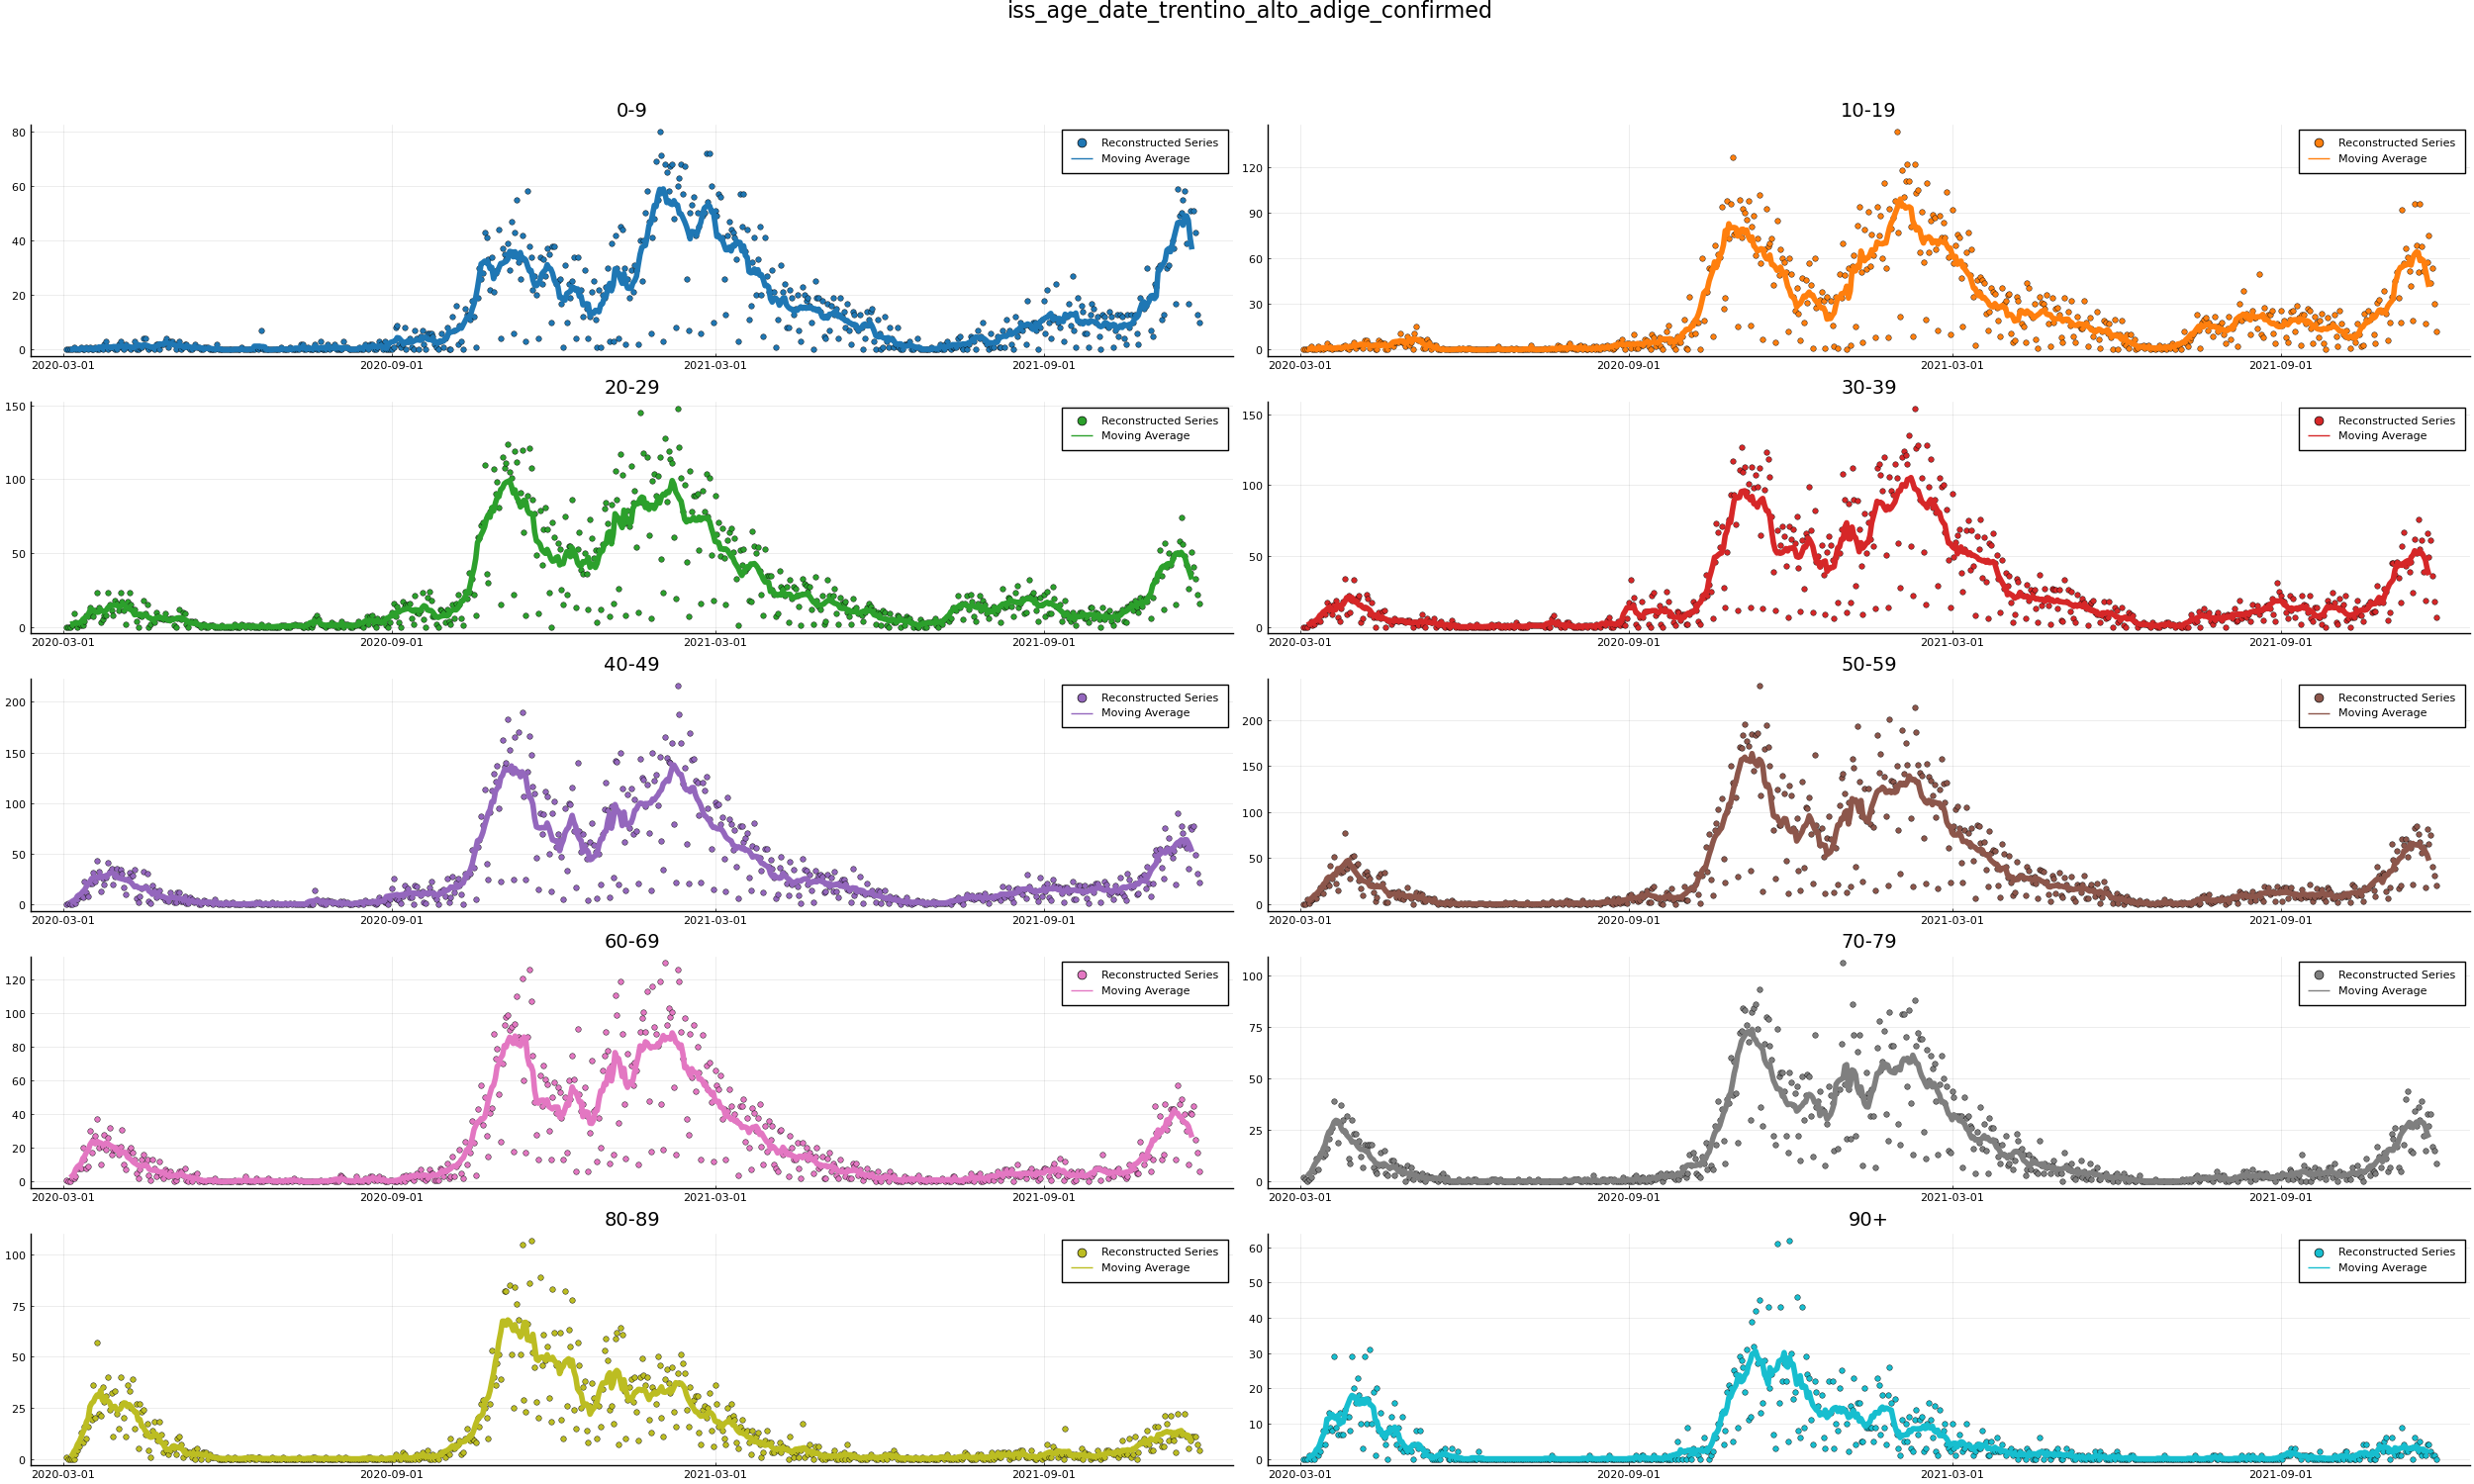 iss_age_date_trentino_alto_adige_confirmed
0-9
80
60
40
20
0
Reconstructed Series
Moving Average
2020-03-01 2020-09-01 2021-03-01 2021-09-01
10-19
120
90
60
30
0
Reconstructed Series
Moving Average
2020-03-01 2020-09-01 2021-03-01 2021-09-01
20-29
150
100
50
0
Reconstructed Series
Moving Average
2020-03-01 2020-09-01 2021-03-01 2021-09-01
30-39
150
100
50
0
Reconstructed Series
Moving Average
2020-03-01 2020-09-01 2021-03-01 2021-09-01
40-49
200
150
100
50
0
Reconstructed Series
Moving Average
2020-03-01 2020-09-01 2021-03-01 2021-09-01
50-59
200
150
100
50
0
Reconstructed Series
Moving Average
2020-03-01 2020-09-01 2021-03-01 2021-09-01
60-69
120
100
80
60
40
20
0
Reconstructed Series
Moving Average
2020-03-01 2020-09-01 2021-03-01 2021-09-01
70-79
100
75
50
25
0
Reconstructed Series
Moving Average
2020-03-01 2020-09-01 2021-03-01 2021-09-01
80-89
100
75
50
25
0
Reconstructed Series
Moving Average
2020-03-01 2020-09-01 2021-03-01 2021-09-01
90+
60
50
40
30
20
10
0
Reconstructed Series
Moving Average
2020-03-01 2020-09-01 2021-03-01 2021-09-01